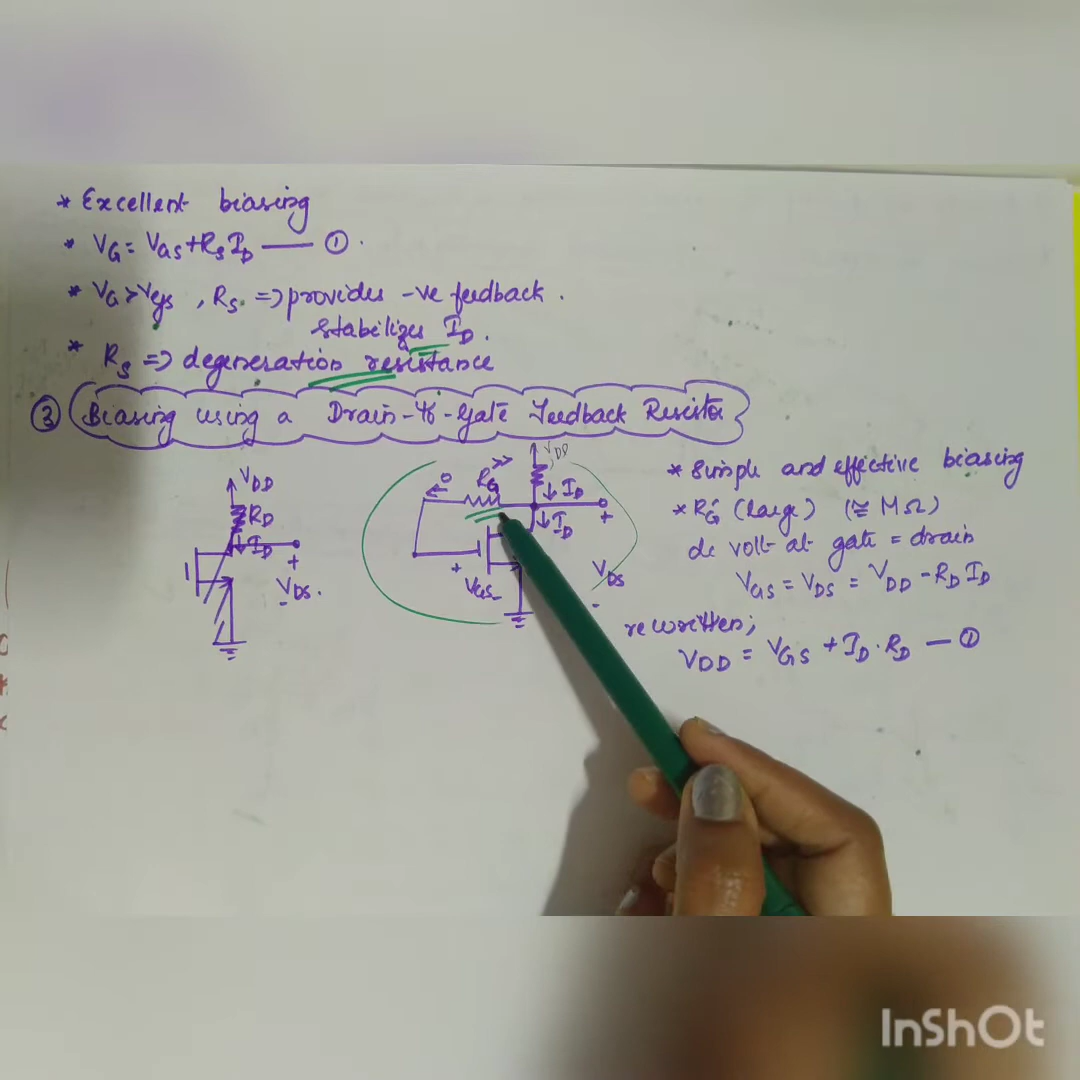 * Excellent biasing
* VG = VGS + RS ID —— ①.
* VG > VGS, RS => provides -ve feedback.
stabilizes ID.
* RS => degeneration resistance
③ Biasing using a Drain-to-Gate Feedback Resistor
VDD
RD
↓ ID
+
VDS.
-
VDD
0
RG >>
↓ ID
↓ ID
+
+
VGS -
VDS
-
* Simple and effective biasing
* RG (large) (≅ MΩ)
dc volt at gate = drain
VGS = VDS = VDD - RD ID
rewritten;
VDD = VGS + ID . RD — ①
InShOt